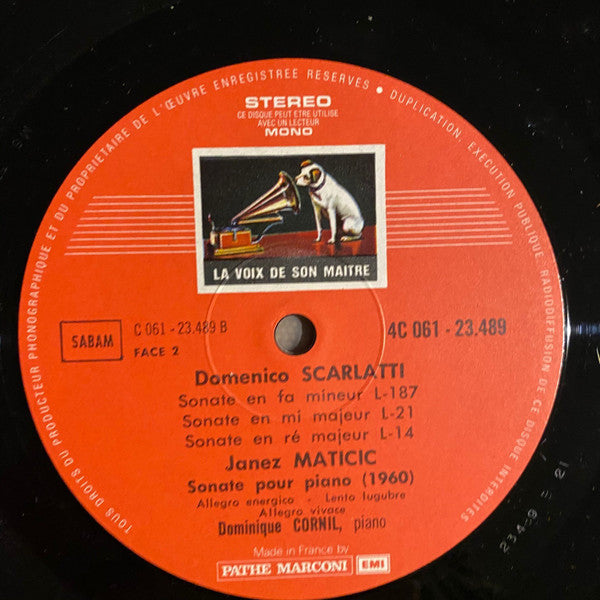 TOUS DROITS DU PRODUCTEUR PHONOGRAPHIQUE ET DU PROPRIETAIRE DE L'ŒUVRE ENREGISTREE RESERVES • DUPLICATION, EXECUTION PUBLIQUE, RADIODIFFUSION DE CE DISQUE INTERDITES
STEREO
CE DISQUE PEUT ETRE UTILISE
AVEC UN LECTEUR
MONO
LA VOIX DE SON MAITRE
SABAM
C 061 - 23.489 B
FACE 2
4C 061 - 23.489
Domenico SCARLATTI
Sonate en fa mineur L-187
Sonate en mi majeur L-21
Sonate en ré majeur L-14
Janez MATICIC
Sonate pour piano (1960)
Allegro energico - Lento lugubre
Allegro vivace
Dominique CORNIL, piano
Made in France by
PATHE MARCONI EMI